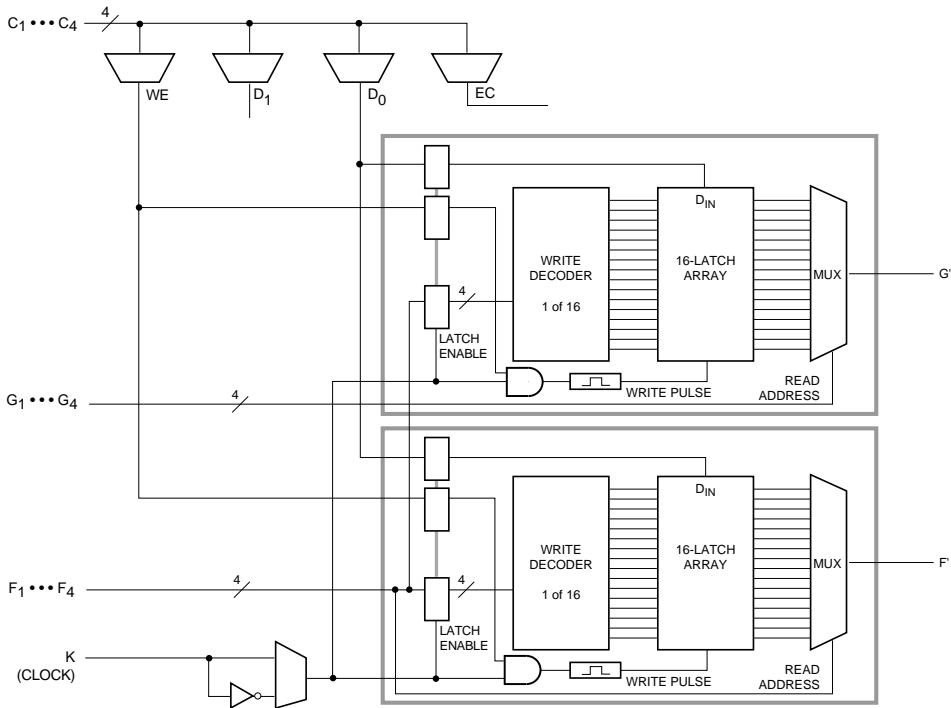 C1 • • • C4 4
WE D1 D0 EC
DIN
WRITE DECODER 1 of 16
16-LATCH ARRAY
MUX
G'
4
LATCH ENABLE
WRITE PULSE
READ ADDRESS
G1 • • • G4 4
DIN
WRITE DECODER 1 of 16
16-LATCH ARRAY
MUX
F'
F1 • • • F4 4
4
LATCH ENABLE
K (CLOCK)
WRITE PULSE
READ ADDRESS